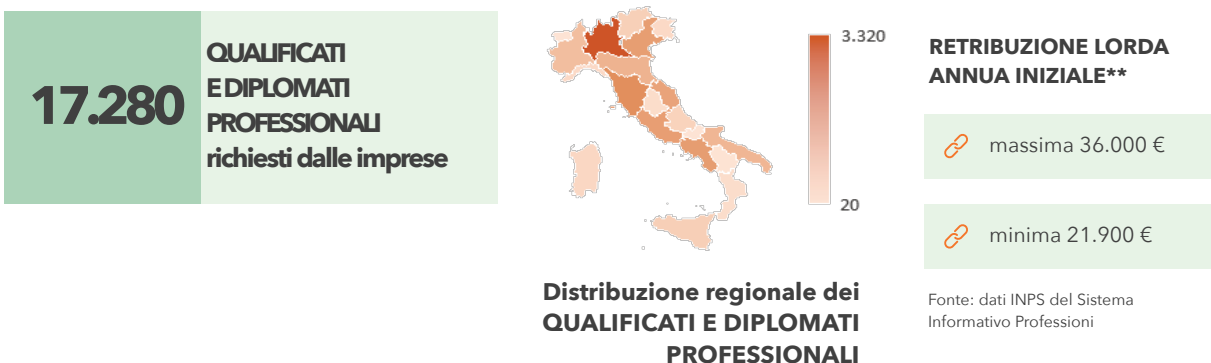 17.280
QUALIFICATI
E DIPLOMATI
PROFESSIONALI
richiesti dalle imprese
3.320
20
Distribuzione regionale dei
QUALIFICATI E DIPLOMATI
PROFESSIONALI
RETRIBUZIONE LORDA
ANNUA INIZIALE**
massima 36.000 €
minima 21.900 €
Fonte: dati INPS del Sistema
Informativo Professioni